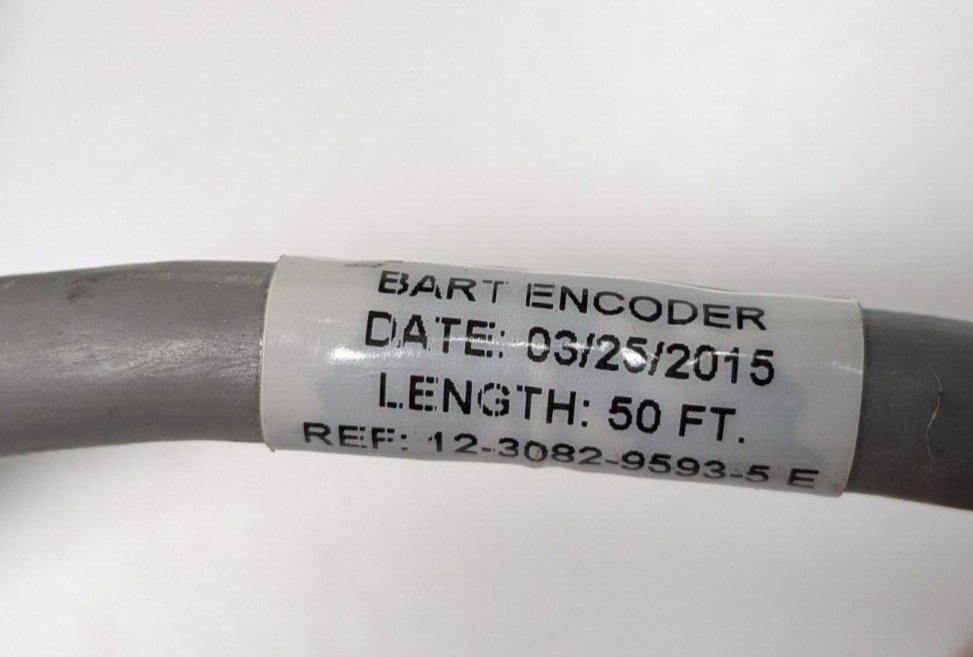 BART ENCODER
DATE: 03/25/2015
LENGTH: 50 FT.
REF: 12-3082-9593-5 E